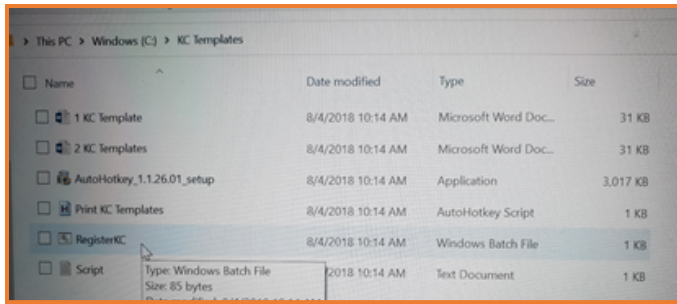 > This PC > Windows (C:) > KC Templates
Name Date modified Type Size
1 KC Template 8/4/2018 10:14 AM Microsoft Word Doc... 31 KB
2 KC Templates 8/4/2018 10:14 AM Microsoft Word Doc... 31 KB
AutoHotkey_1.1.26.01_setup 8/4/2018 10:14 AM Application 3,017 KB
Print KC Templates 8/4/2018 10:14 AM AutoHotkey Script 1 KB
RegisterKC 8/4/2018 10:14 AM Windows Batch File 1 KB
Script /2018 10:14 AM Text Document 1 KB
Type: Windows Batch File
Size: 85 bytes